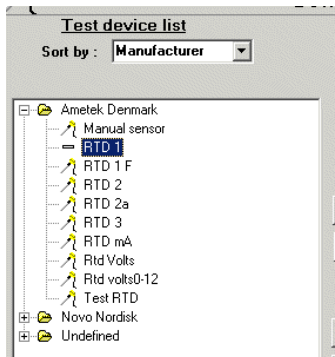 Test device list
Sort by : Manufacturer
Ametek Denmark
Manual sensor
RTD 1
RTD 1 F
RTD 2
RTD 2a
RTD 3
RTD mA
Rtd Volts
Rtd volts0-12
Test RTD
Novo Nordisk
Undefined